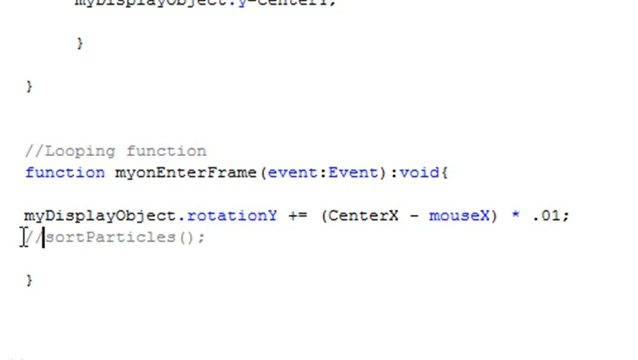 myDisplayObject.y=CenterY;
}
}
//Looping function
function myonEnterFrame(event:Event):void{
myDisplayObject.rotationY += (CenterX - mouseX) * .01;
//sortParticles();
}